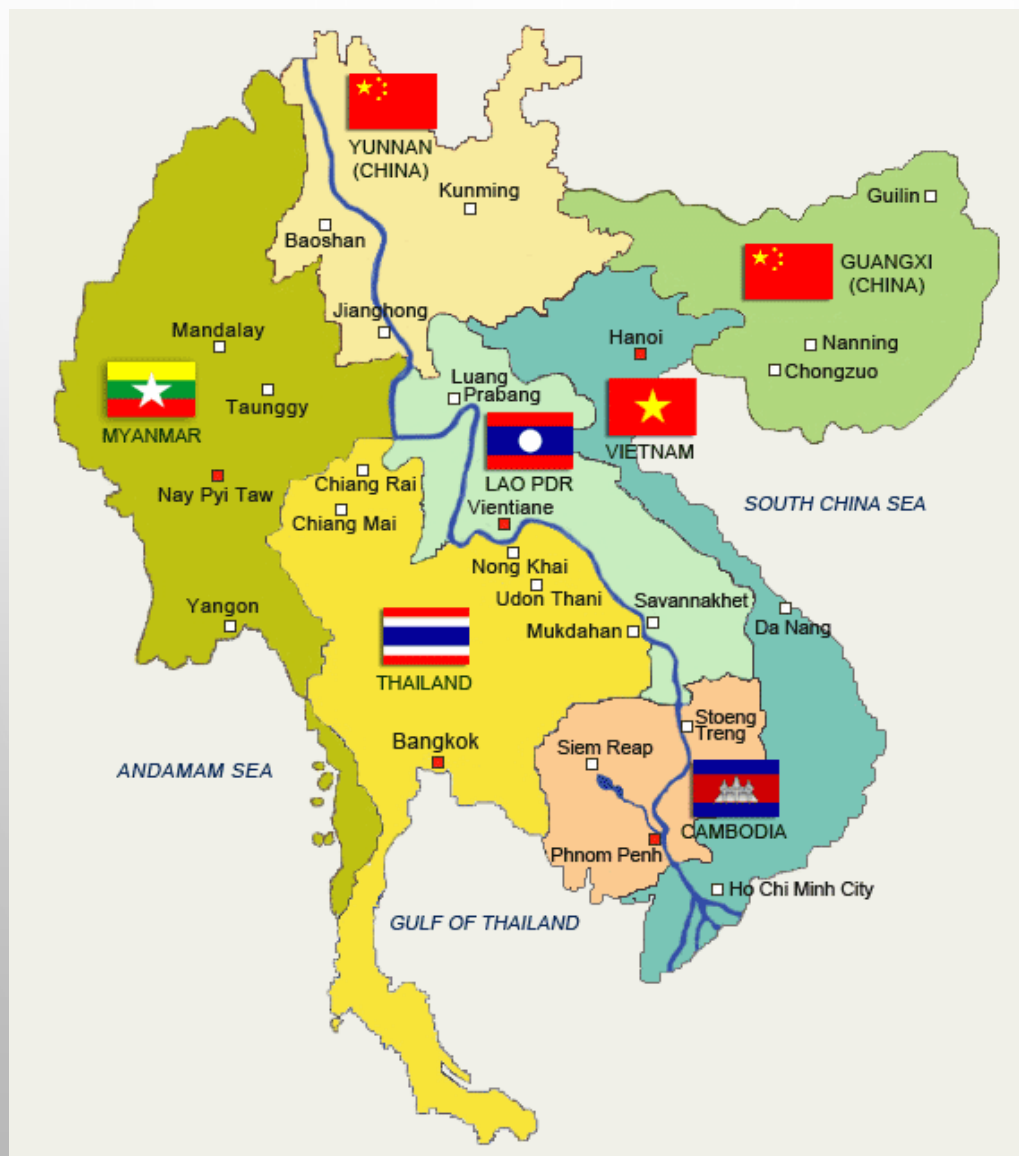 YUNNAN
(CHINA)
Kunming
Guilin
Baoshan
GUANGXI
(CHINA)
Jianghong
Mandalay
Hanoi
Nanning
Chongzuo
Luang
Prabang
Taunggy
MYANMAR
VIETNAM
Chiang Rai
LAO PDR
Nay Pyi Taw
Vientiane
SOUTH CHINA SEA
Chiang Mai
Nong Khai
Udon Thani
Savannakhet
Yangon
Mukdahan
Da Nang
THAILAND
Stoeng
Treng
Bangkok
Siem Reap
ANDAMAM SEA
CAMBODIA
Phnom Penh
Ho Chi Minh City
GULF OF THAILAND